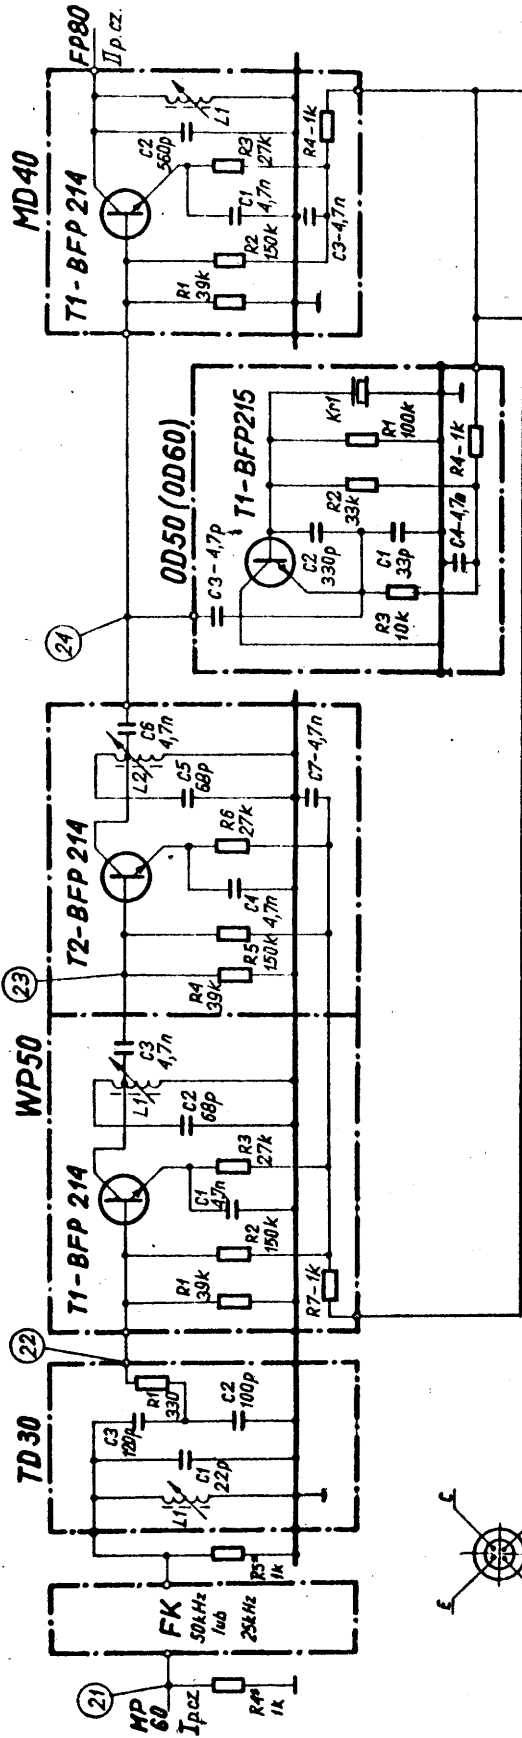 21
MP
60
I p.cz
R4*
1k
FK
50kHz
lub
25kHz
R5*
1k
TD30
L1
C1
22p
C3
120p
R1
330
C2
100p
22
WP50
T1-BFP 214
R1
39k
R2
150k
C1
4,7n
R3
27k
C2
68p
L1
C3
4,7n
R7-1k
23
T2-BFP 214
R4
39k
R5
150k
C4
4,7n
R6
27k
C5
68p
L2
C6
4,7n
C7-4,7n
24
OD50 (OD60)
T1-BFP215
C3-4,7p
C2
330p
R2
33k
R1
100k
Kr1
C1
33p
R3
10k
C4-4,7n
R4-1k
MD40
T1-BFP 214
R1
39k
R2
150k
C1
4,7n
R3
27k
C2
560p
L1
C3-4,7n
R4-1k
FP80
II p.cz.
E
C